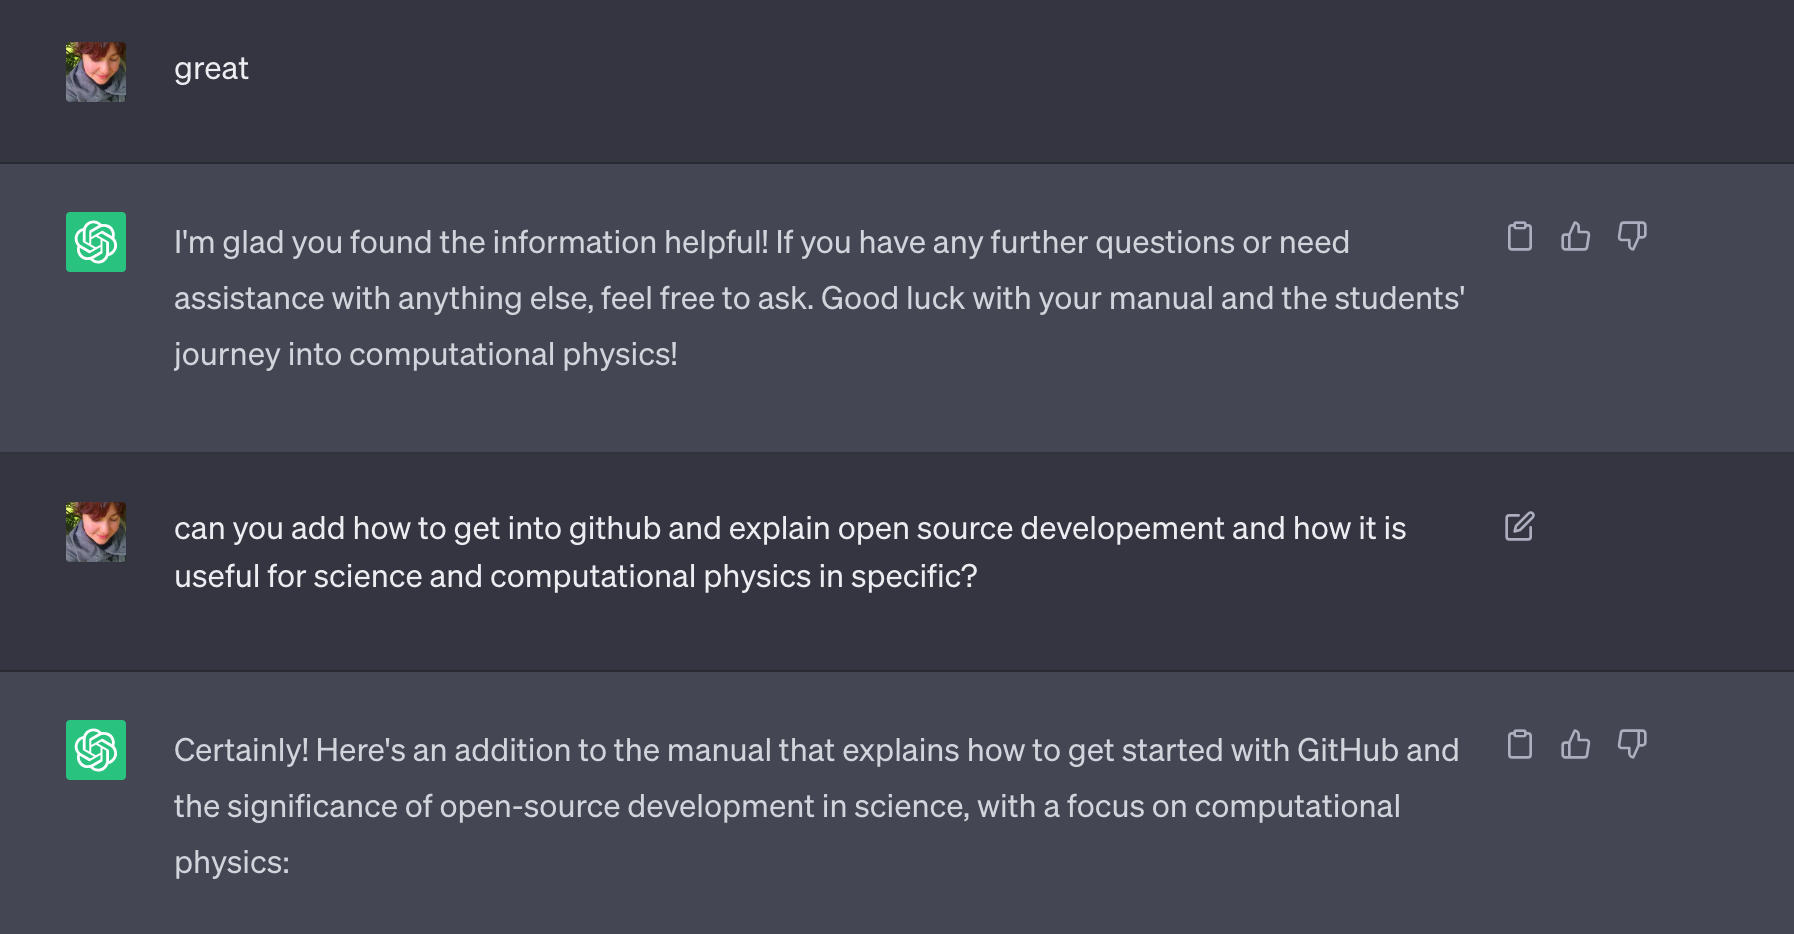 great
I'm glad you found the information helpful! If you have any further questions or need
assistance with anything else, feel free to ask. Good luck with your manual and the students'
journey into computational physics!
can you add how to get into github and explain open source developement and how it is
useful for science and computational physics in specific?
Certainly! Here's an addition to the manual that explains how to get started with GitHub and
the significance of open-source development in science, with a focus on computational
physics: